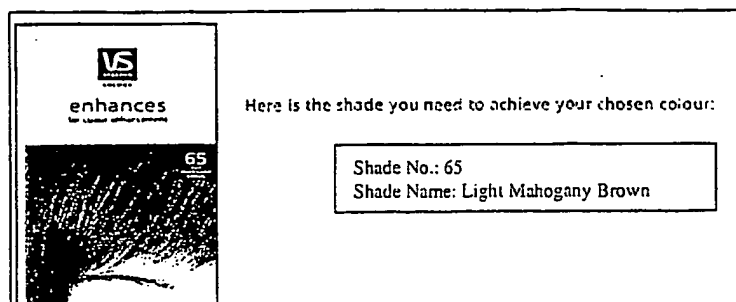 VS
enhances
65
Here is the shade you need to achieve your chosen colour:
Shade No.: 65
Shade Name: Light Mahogany Brown